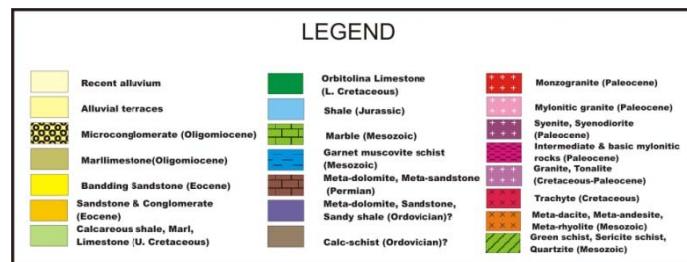 LEGEND
Recent alluvium
Alluvial terraces
Microconglomerate (Oligomiocene)
Marllimestone(Oligomiocene)
Bandding Sandstone (Eocene)
Sandstone & Conglomerate
(Eocene)
Calcareous shale, Marl,
Limestone (U. Cretaceous)
Orbitolina Limestone
(L. Cretaceous)
Shale (Jurassic)
Marble (Mesozoic)
Garnet muscovite schist
(Mesozoic)
Meta-dolomite, Meta-sandstone
(Permian)
Meta-dolomite, Sandstone,
Sandy shale (Ordovician)?
Calc-schist (Ordovician)?
Monzogranite (Paleocene)
Mylonitic granite (Paleocene)
Syenite, Syenodiorite
(Paleocene)
Intermediate & basic mylonitic
rocks (Paleocene)
Granite, Tonalite
(Cretaceous-Paleocene)
Trachyte (Cretaceous)
Meta-dacite, Meta-andesite,
Meta-rhyolite (Mesozoic)
Green schist, Sericite schist,
Quartzite (Mesozoic)